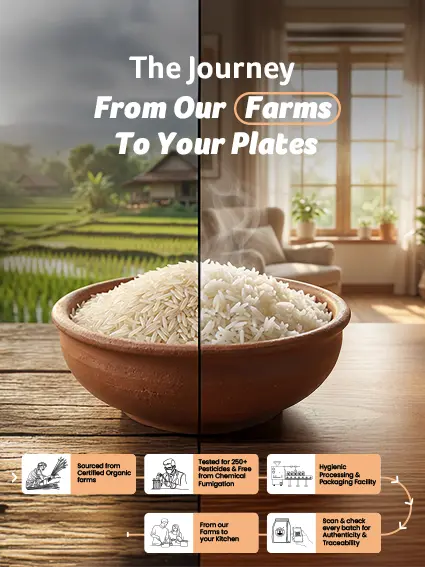 The Journey
From Our Farms
To Your Plates
Sourced from
Certified Organic
farms
Tested for 250+
Pesticides & Free
from Chemical
Fumigation
Hygienic
Processing &
Packaging Facility
From our
Farms to
your Kitchen
Scan & check
every batch for
Authenticity &
Traceability